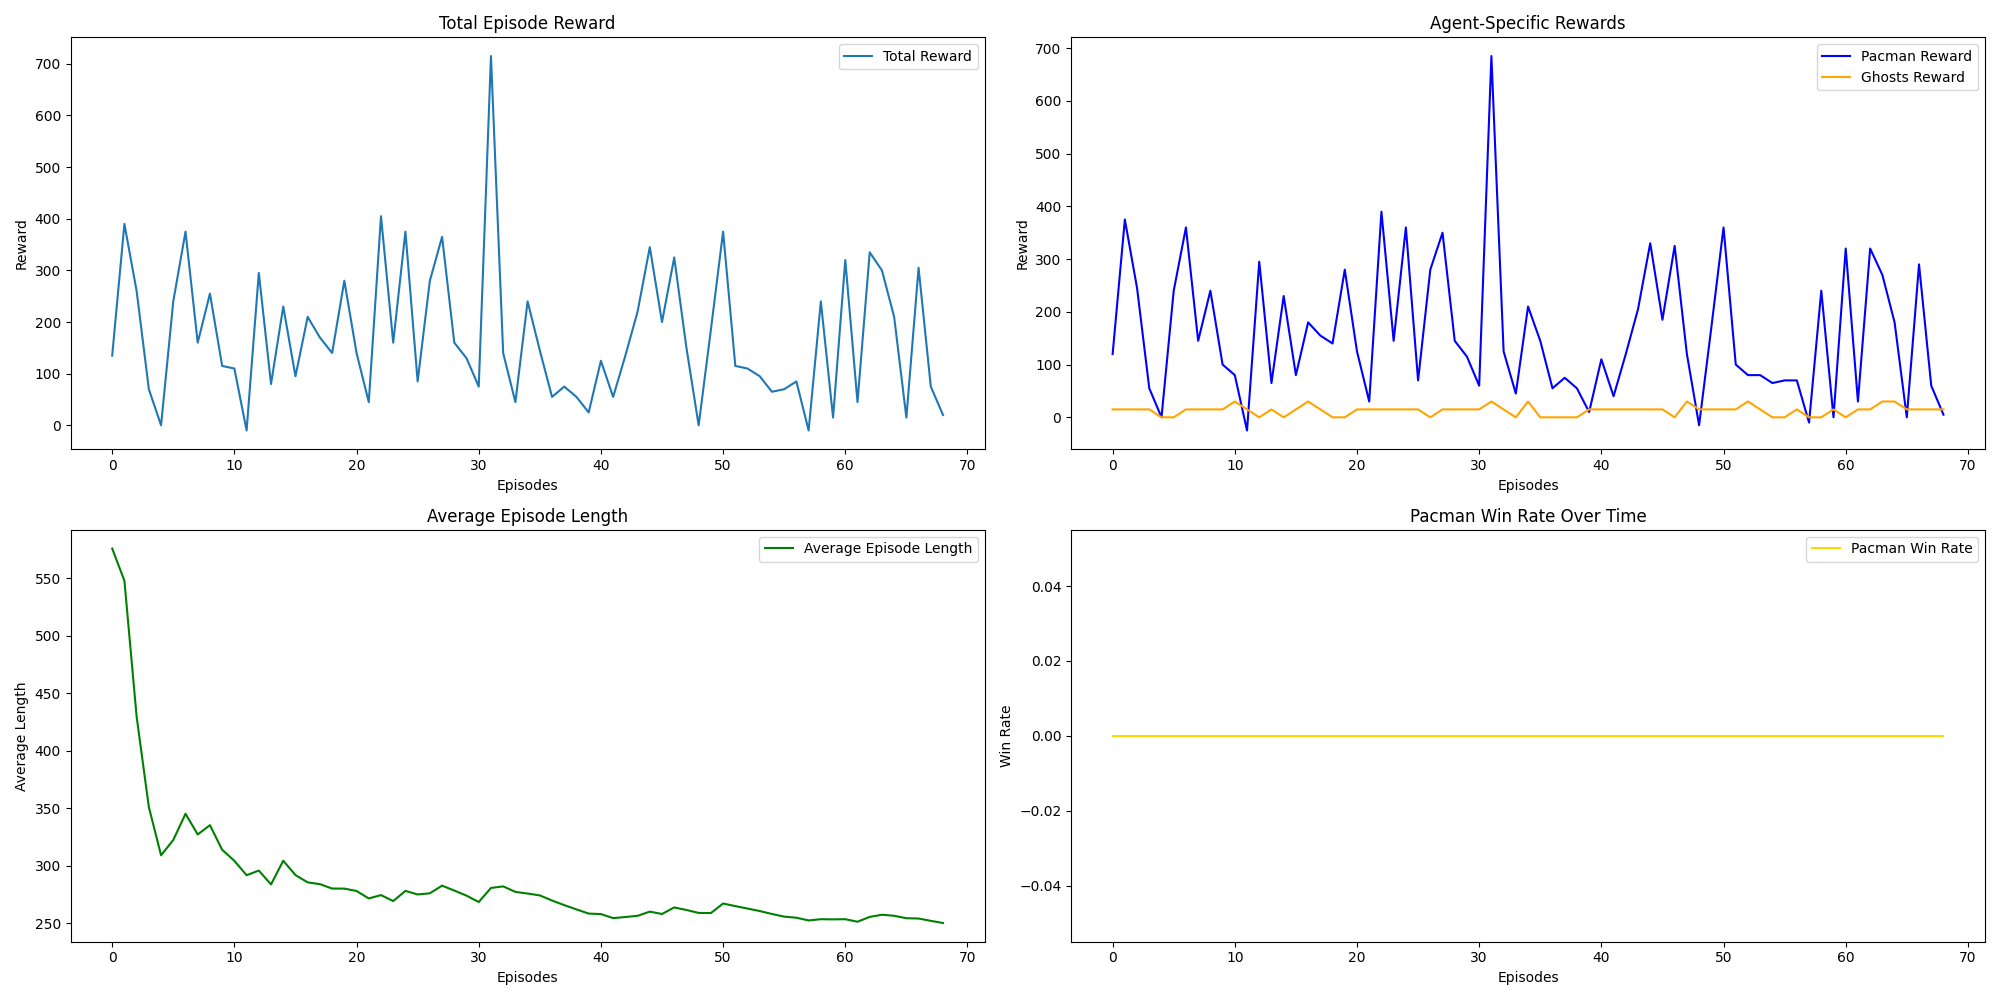 Total Episode Reward
Total Reward
700
600
500
400
300
200
100
0
Reward
0 10 20 30 40 50 60 70
Episodes
Agent-Specific Rewards
Pacman Reward
Ghosts Reward
700
600
500
400
300
200
100
0
Reward
0 10 20 30 40 50 60 70
Episodes
Average Episode Length
Average Episode Length
550
500
450
400
350
300
250
Average Length
0 10 20 30 40 50 60 70
Episodes
Pacman Win Rate Over Time
Pacman Win Rate
0.04
0.02
0.00
−0.02
−0.04
Win Rate
0 10 20 30 40 50 60 70
Episodes